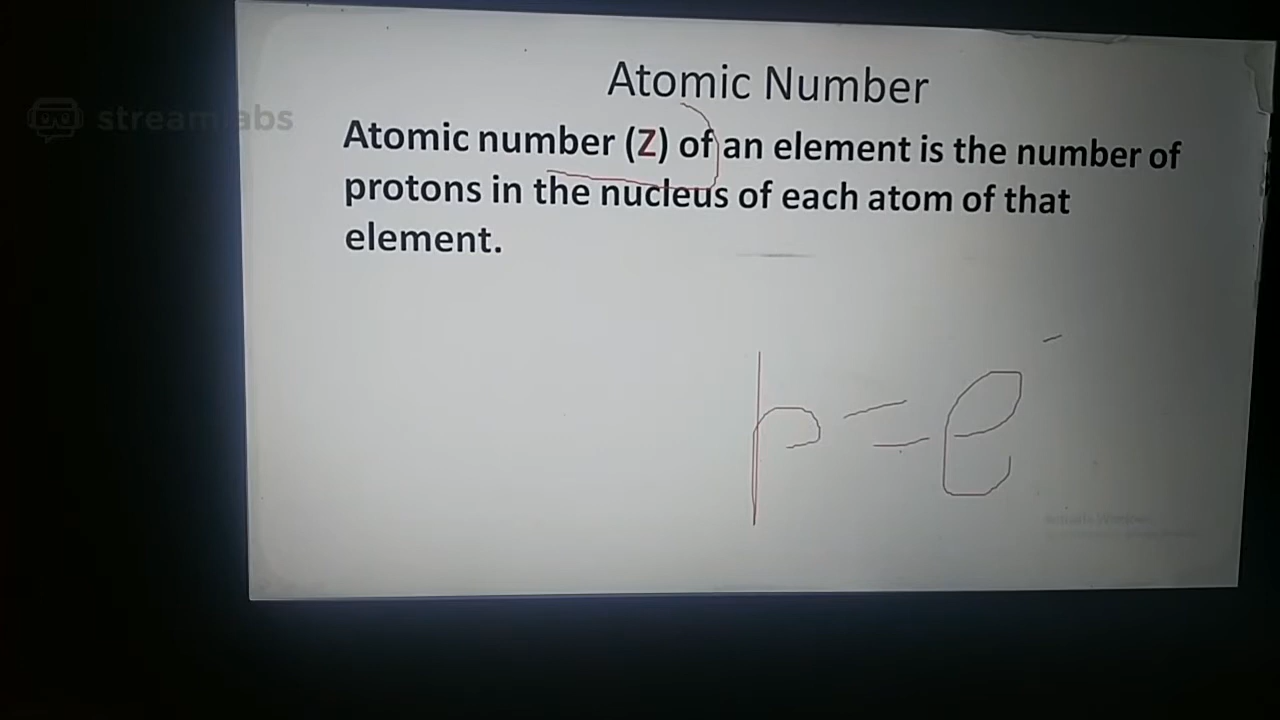 streamlabs
Atomic Number
Atomic number (Z) of an element is the number of
protons in the nucleus of each atom of that
element.
p = e⁻